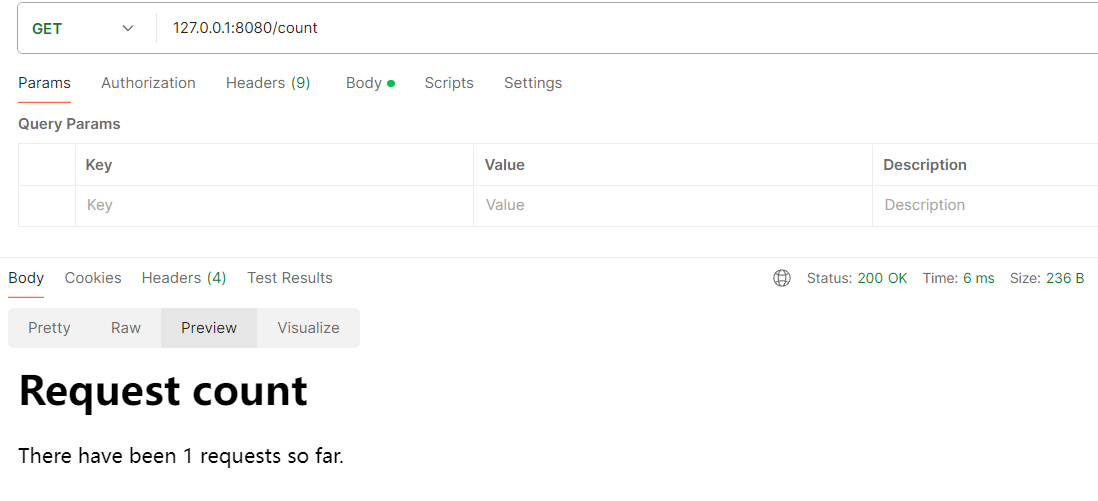 GET 127.0.0.1:8080/count
Params Authorization Headers (9) Body Scripts Settings
Query Params
Key Value Description
Key Value Description
Body Cookies Headers (4) Test Results Status: 200 OK Time: 6 ms Size: 236 B
Pretty Raw Preview Visualize
Request count
There have been 1 requests so far.